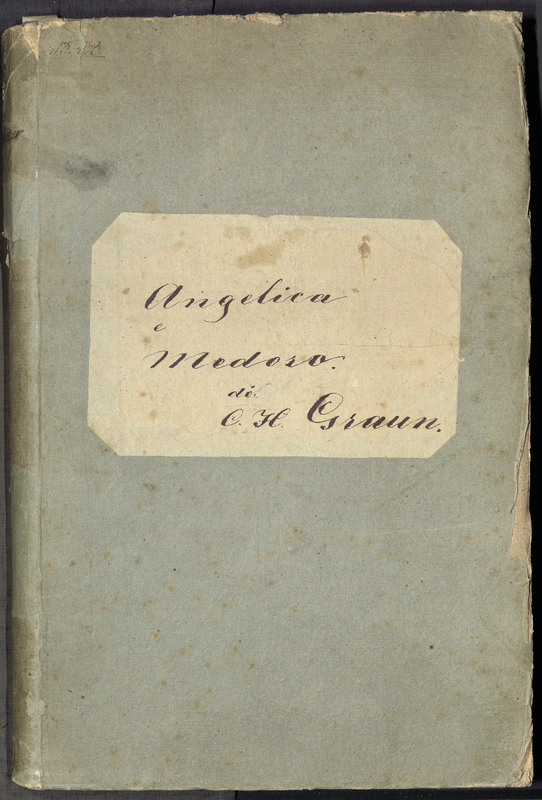 Angelica
e
Medoro.
di
C. H. Graun.